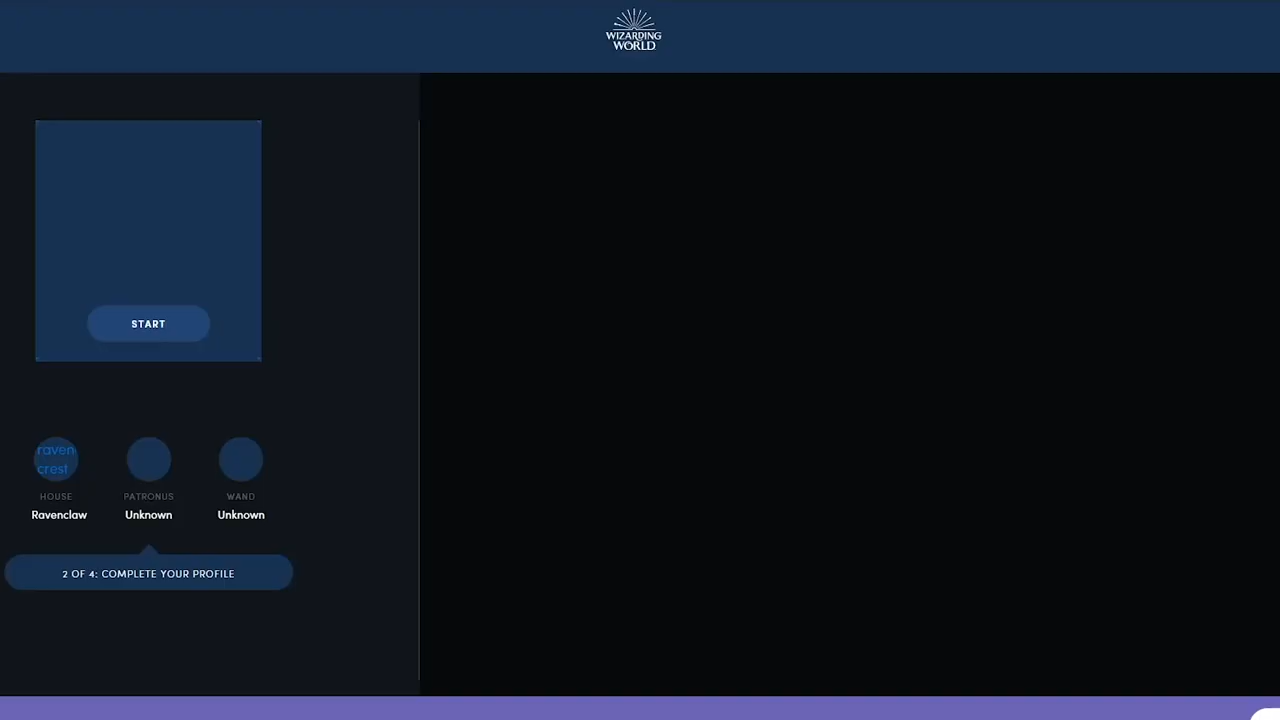 WIZARDING
WORLD
START
raven
crest
HOUSE
PATRONUS
WAND
Ravenclaw
Unknown
Unknown
2 OF 4: COMPLETE YOUR PROFILE